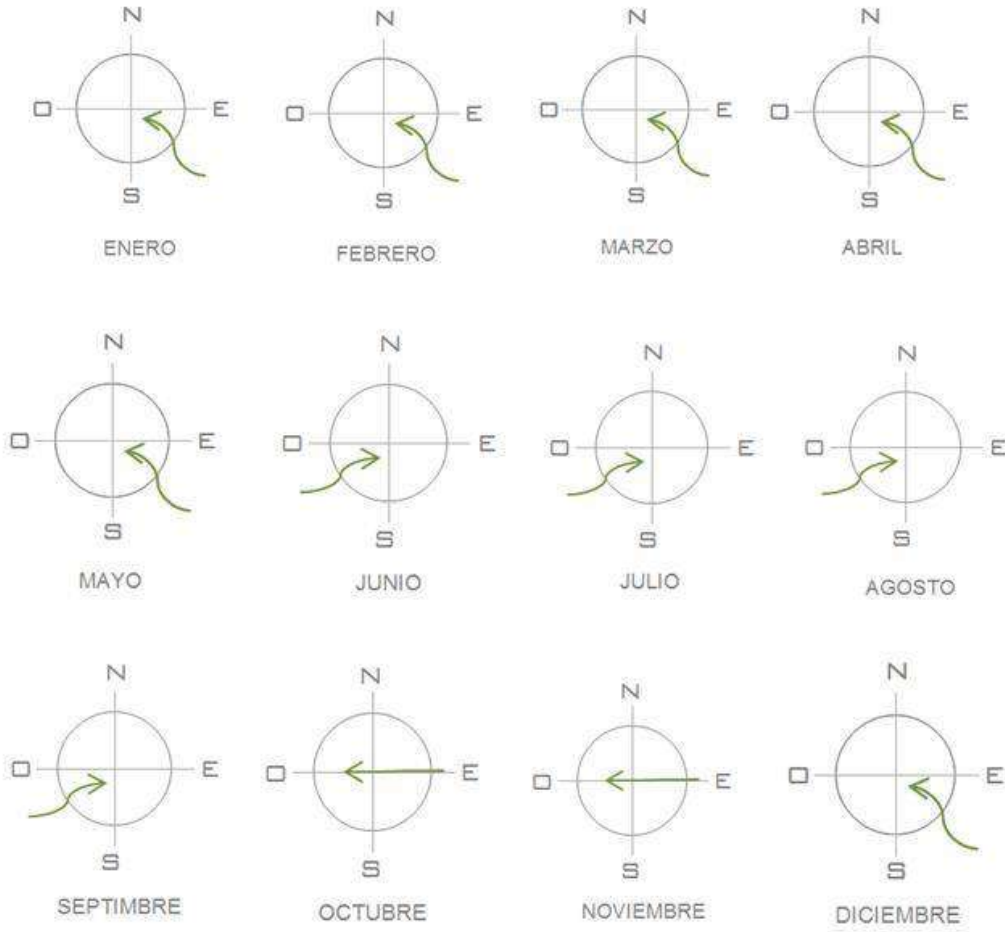 N N N N
O E O E O E O E
S S S S
ENERO FEBRERO MARZO ABRIL
N N N N
O E O E O E O E
S S S S
MAYO JUNIO JULIO AGOSTO
N N N N
O E O E O E O E
S S S S
SEPTIMBRE OCTUBRE NOVIEMBRE DICIEMBRE